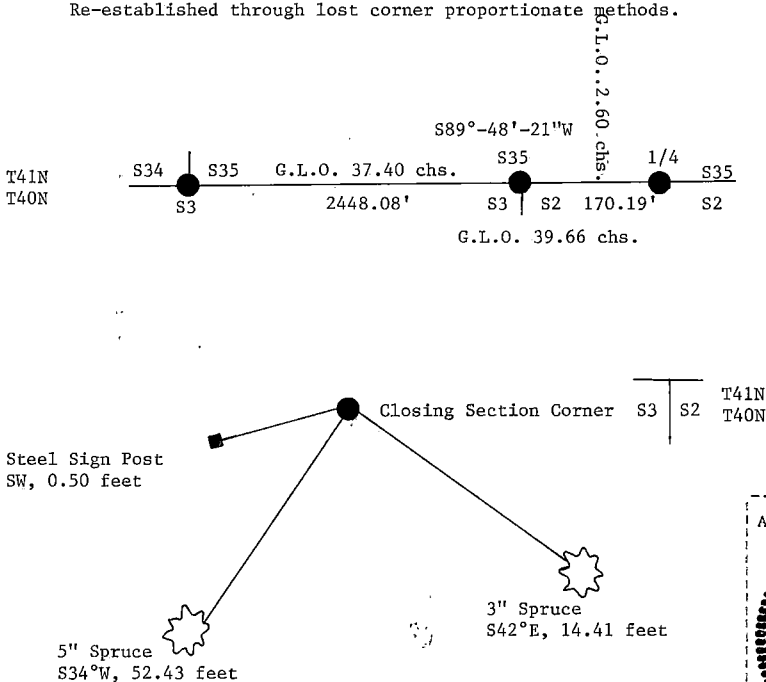 Re-established through lost corner proportionate methods.
G.L.O..2.60 chs.
S89°-48'-21"W
T41N S34 S35 G.L.O. 37.40 chs. S35 1/4 S35
T40N S3 2448.08' S3 S2 170.19' S2
G.L.O. 39.66 chs.
Closing Section Corner S3 S2 T41N
T40N
Steel Sign Post
SW, 0.50 feet
A
3" Spruce
S42°E, 14.41 feet
5" Spruce
S34°W, 52.43 feet